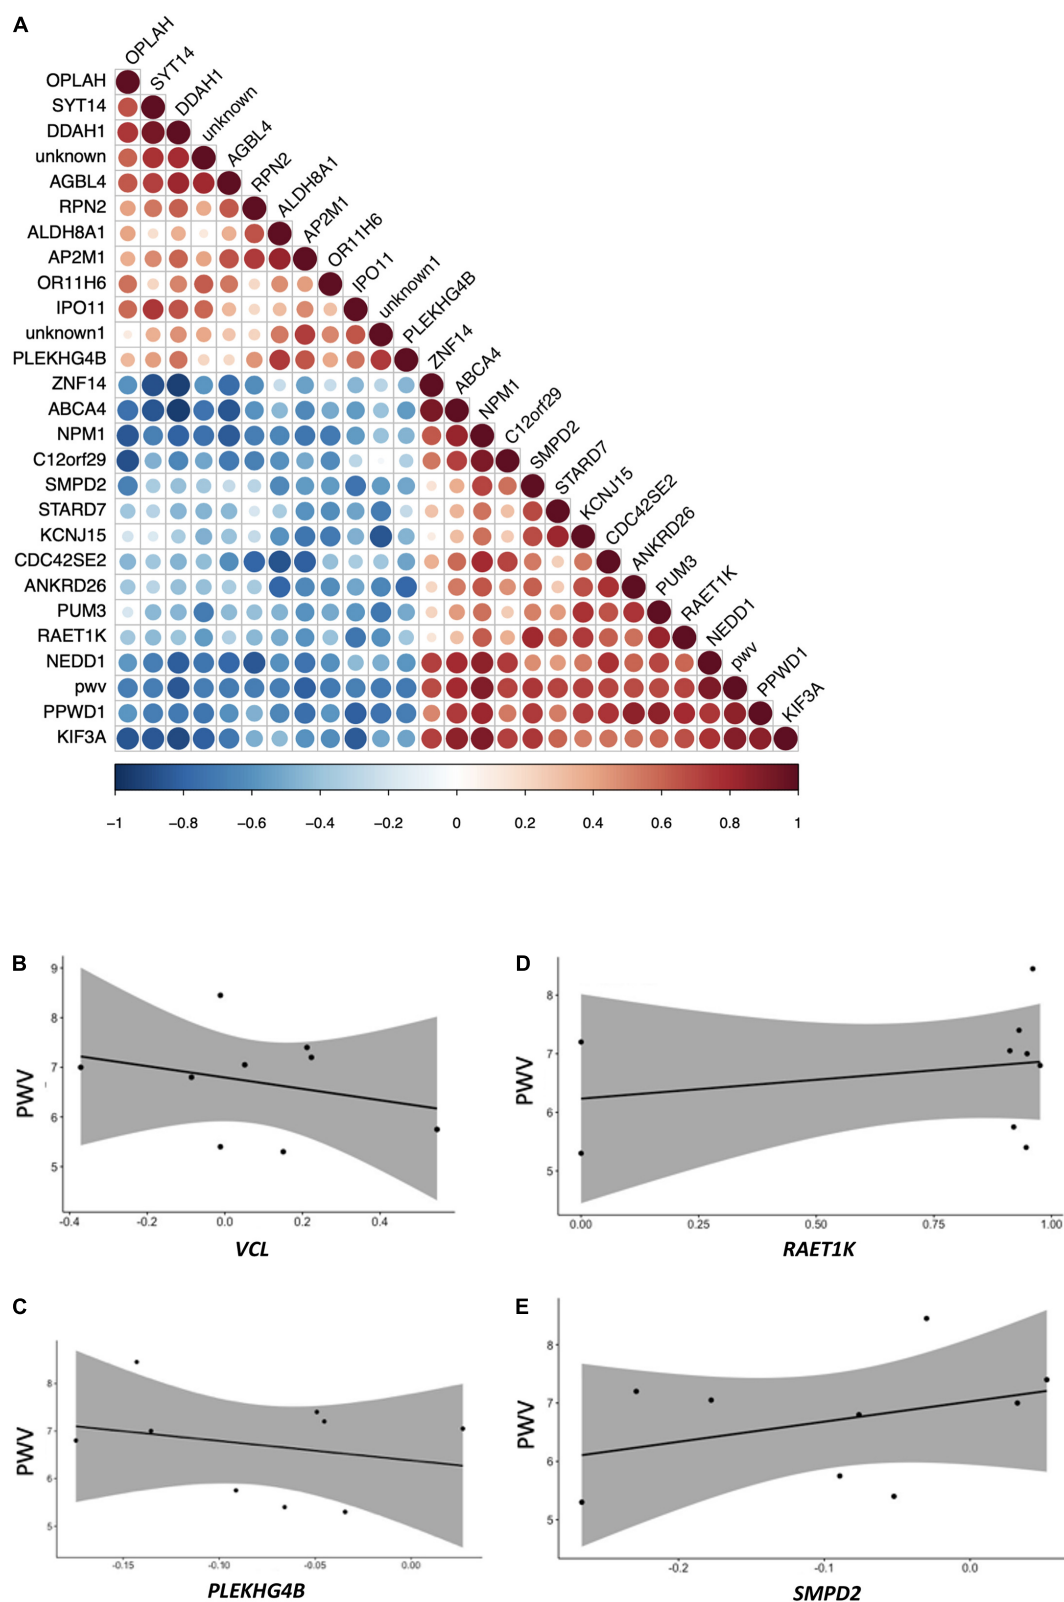 A
OPLAH
SYT14
DDAH1
unknown
AGBL4
RPN2
ALDH8A1
AP2M1
OR11H6
IPO11
unknown1
PLEKHG4B
ZNF14
ABCA4
NPM1
C12orf29
SMPD2
STARD7
KCNJ15
CDC42SE2
ANKRD26
PUM3
RAET1K
NEDD1
pwv
PPWD1
KIF3A
OPLAH
SYT14
DDAH1
unknown
AGBL4
RPN2
ALDH8A1
AP2M1
OR11H6
IPO11
unknown1
PLEKHG4B
ZNF14
ABCA4
NPM1
C12orf29
SMPD2
STARD7
KCNJ15
CDC42SE2
ANKRD26
PUM3
RAET1K
NEDD1
pwv
PPWD1
KIF3A
−1 −0.8 −0.6 −0.4 −0.2 0 0.2 0.4 0.6 0.8 1
B
9
8
7
6
5
PWV
-0.4 -0.2 0.0 0.2 0.4
VCL
D
8
7
6
5
PWV
0.00 0.25 0.50 0.75 1.00
RAET1K
C
8
7
6
5
PWV
-0.15 -0.10 -0.05 0.00
PLEKHG4B
E
8
7
6
5
PWV
-0.2 -0.1 0.0
SMPD2